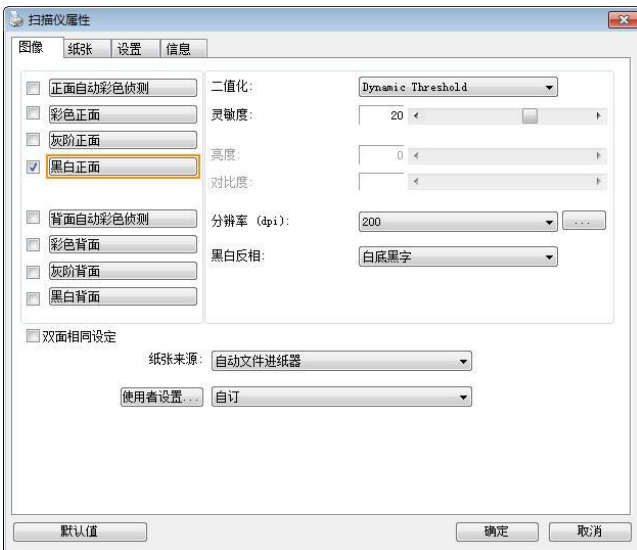 扫描仪属性
图像 纸张 设置 信息
正面自动彩色侦测
彩色正面
灰阶正面
黑白正面
背面自动彩色侦测
彩色背面
灰阶背面
黑白背面
二值化: Dynamic Threshold
灵敏度: 20
亮度: 0
对比度:
分辨率 (dpi): 200 ...
黑白反相: 白底黑字
双面相同设定
纸张来源: 自动文件进纸器
使用者设置... 自订
默认值 确定 取消